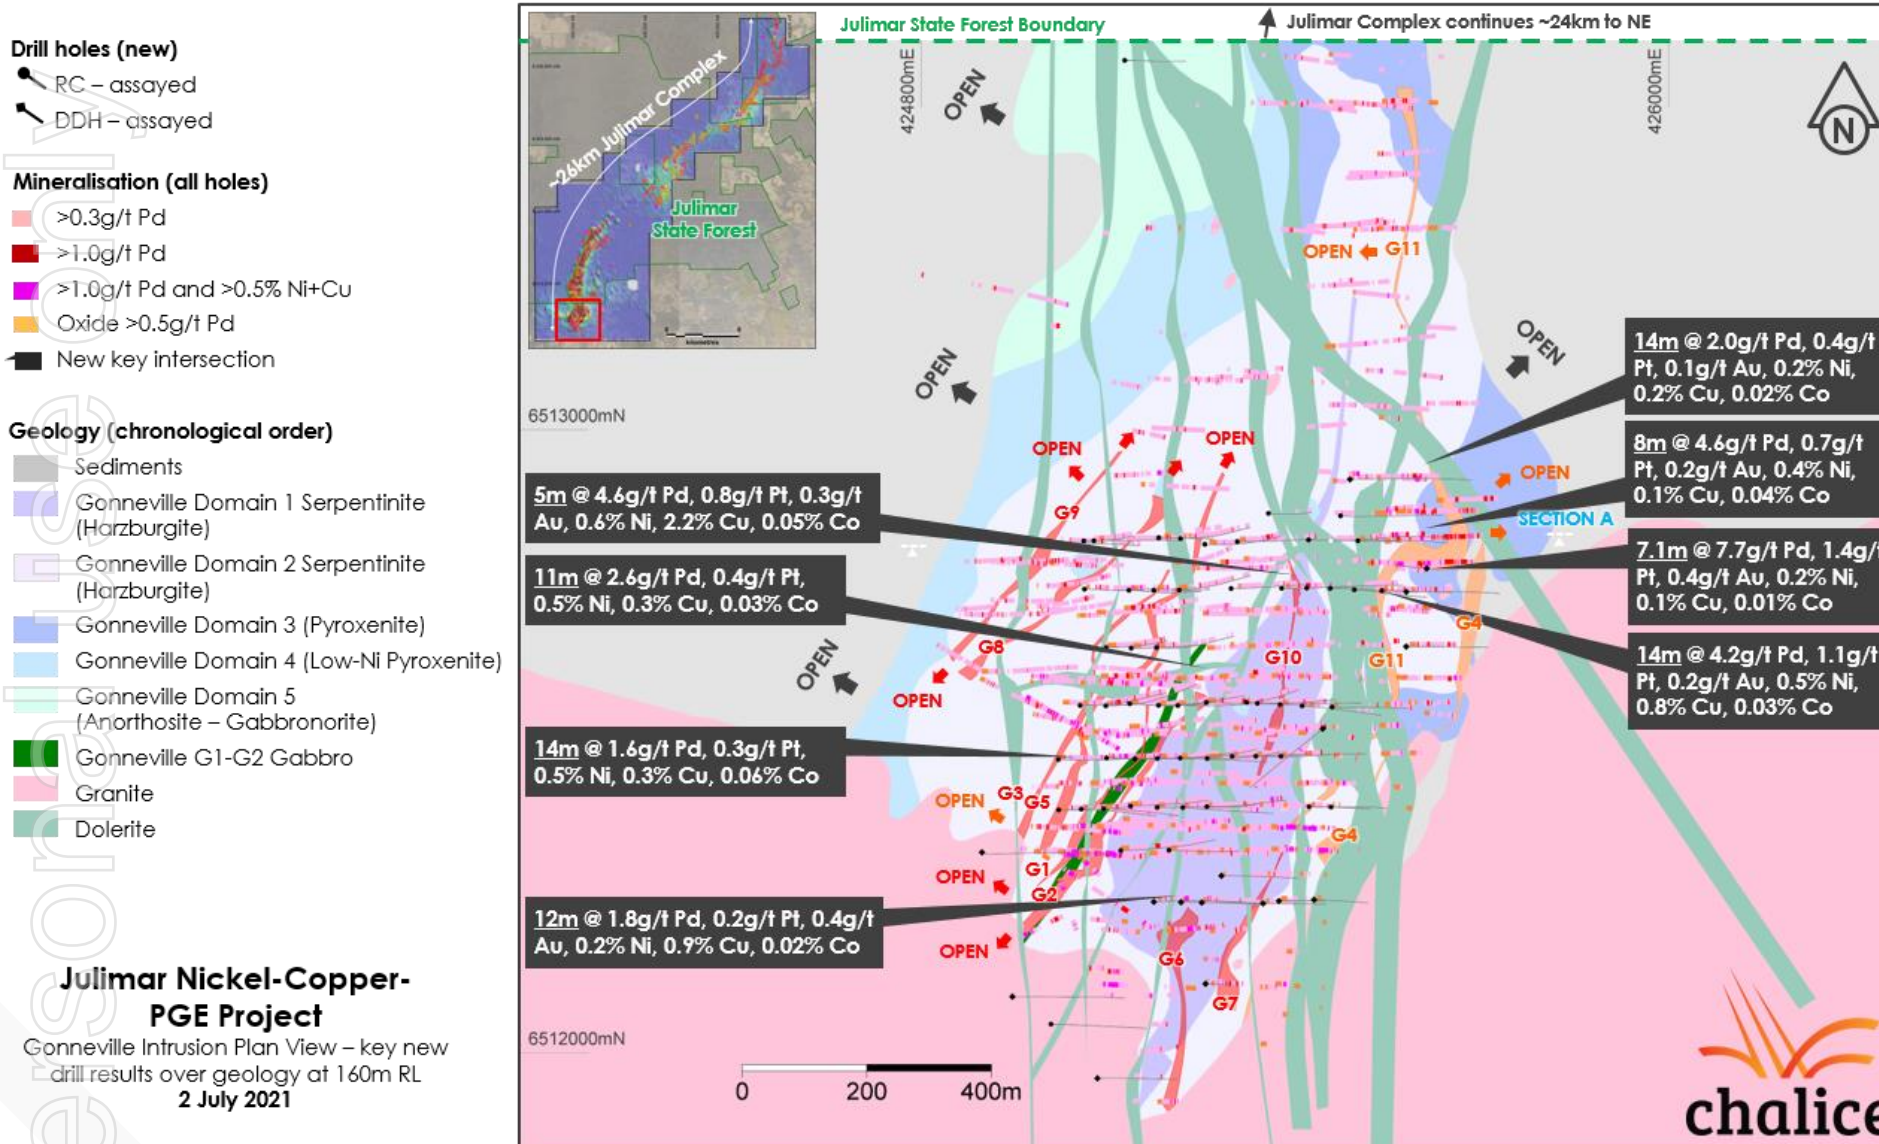 Drill holes (new)
RC – assayed
DDH – assayed
Mineralisation (all holes)
>0.3g/t Pd
>1.0g/t Pd
>1.0g/t Pd and >0.5% Ni+Cu
Oxide >0.5g/t Pd
New key intersection
Geology (chronological order)
Sediments
Gonneville Domain 1 Serpentinite
(Harzburgite)
Gonneville Domain 2 Serpentinite
(Harzburgite)
Gonneville Domain 3 (Pyroxenite)
Gonneville Domain 4 (Low-Ni Pyroxenite)
Gonneville Domain 5
(Anorthosite – Gabbronorite)
Gonneville G1-G2 Gabbro
Granite
Dolerite
Julimar Nickel-Copper-
PGE Project
Gonneville Intrusion Plan View – key new
drill results over geology at 160m RL
2 July 2021
ersonal use only
~26km Julimar Complex
Julimar
State Forest
kilometres
Julimar State Forest Boundary
Julimar Complex continues ~24km to NE
424800mE
426000mE
N
OPEN
OPEN
G11
OPEN
OPEN
6513000mN
14m @ 2.0g/t Pd, 0.4g/t
Pt, 0.1g/t Au, 0.2% Ni,
0.2% Cu, 0.02% Co
OPEN
OPEN
8m @ 4.6g/t Pd, 0.7g/t
Pt, 0.2g/t Au, 0.4% Ni,
0.1% Cu, 0.04% Co
OPEN
5m @ 4.6g/t Pd, 0.8g/t Pt, 0.3g/t
Au, 0.6% Ni, 2.2% Cu, 0.05% Co
G9
SECTION A
7.1m @ 7.7g/t Pd, 1.4g/t
Pt, 0.4g/t Au, 0.2% Ni,
0.1% Cu, 0.01% Co
11m @ 2.6g/t Pd, 0.4g/t Pt,
0.5% Ni, 0.3% Cu, 0.03% Co
G4
G8
G10
G11
14m @ 4.2g/t Pd, 1.1g/t
Pt, 0.2g/t Au, 0.5% Ni,
0.8% Cu, 0.03% Co
OPEN
OPEN
14m @ 1.6g/t Pd, 0.3g/t Pt,
0.5% Ni, 0.3% Cu, 0.06% Co
OPEN
G3
G5
G4
G1
OPEN
G2
12m @ 1.8g/t Pd, 0.2g/t Pt, 0.4g/t
Au, 0.2% Ni, 0.9% Cu, 0.02% Co
OPEN
G6
G7
6512000mN
0 200 400m
chalice